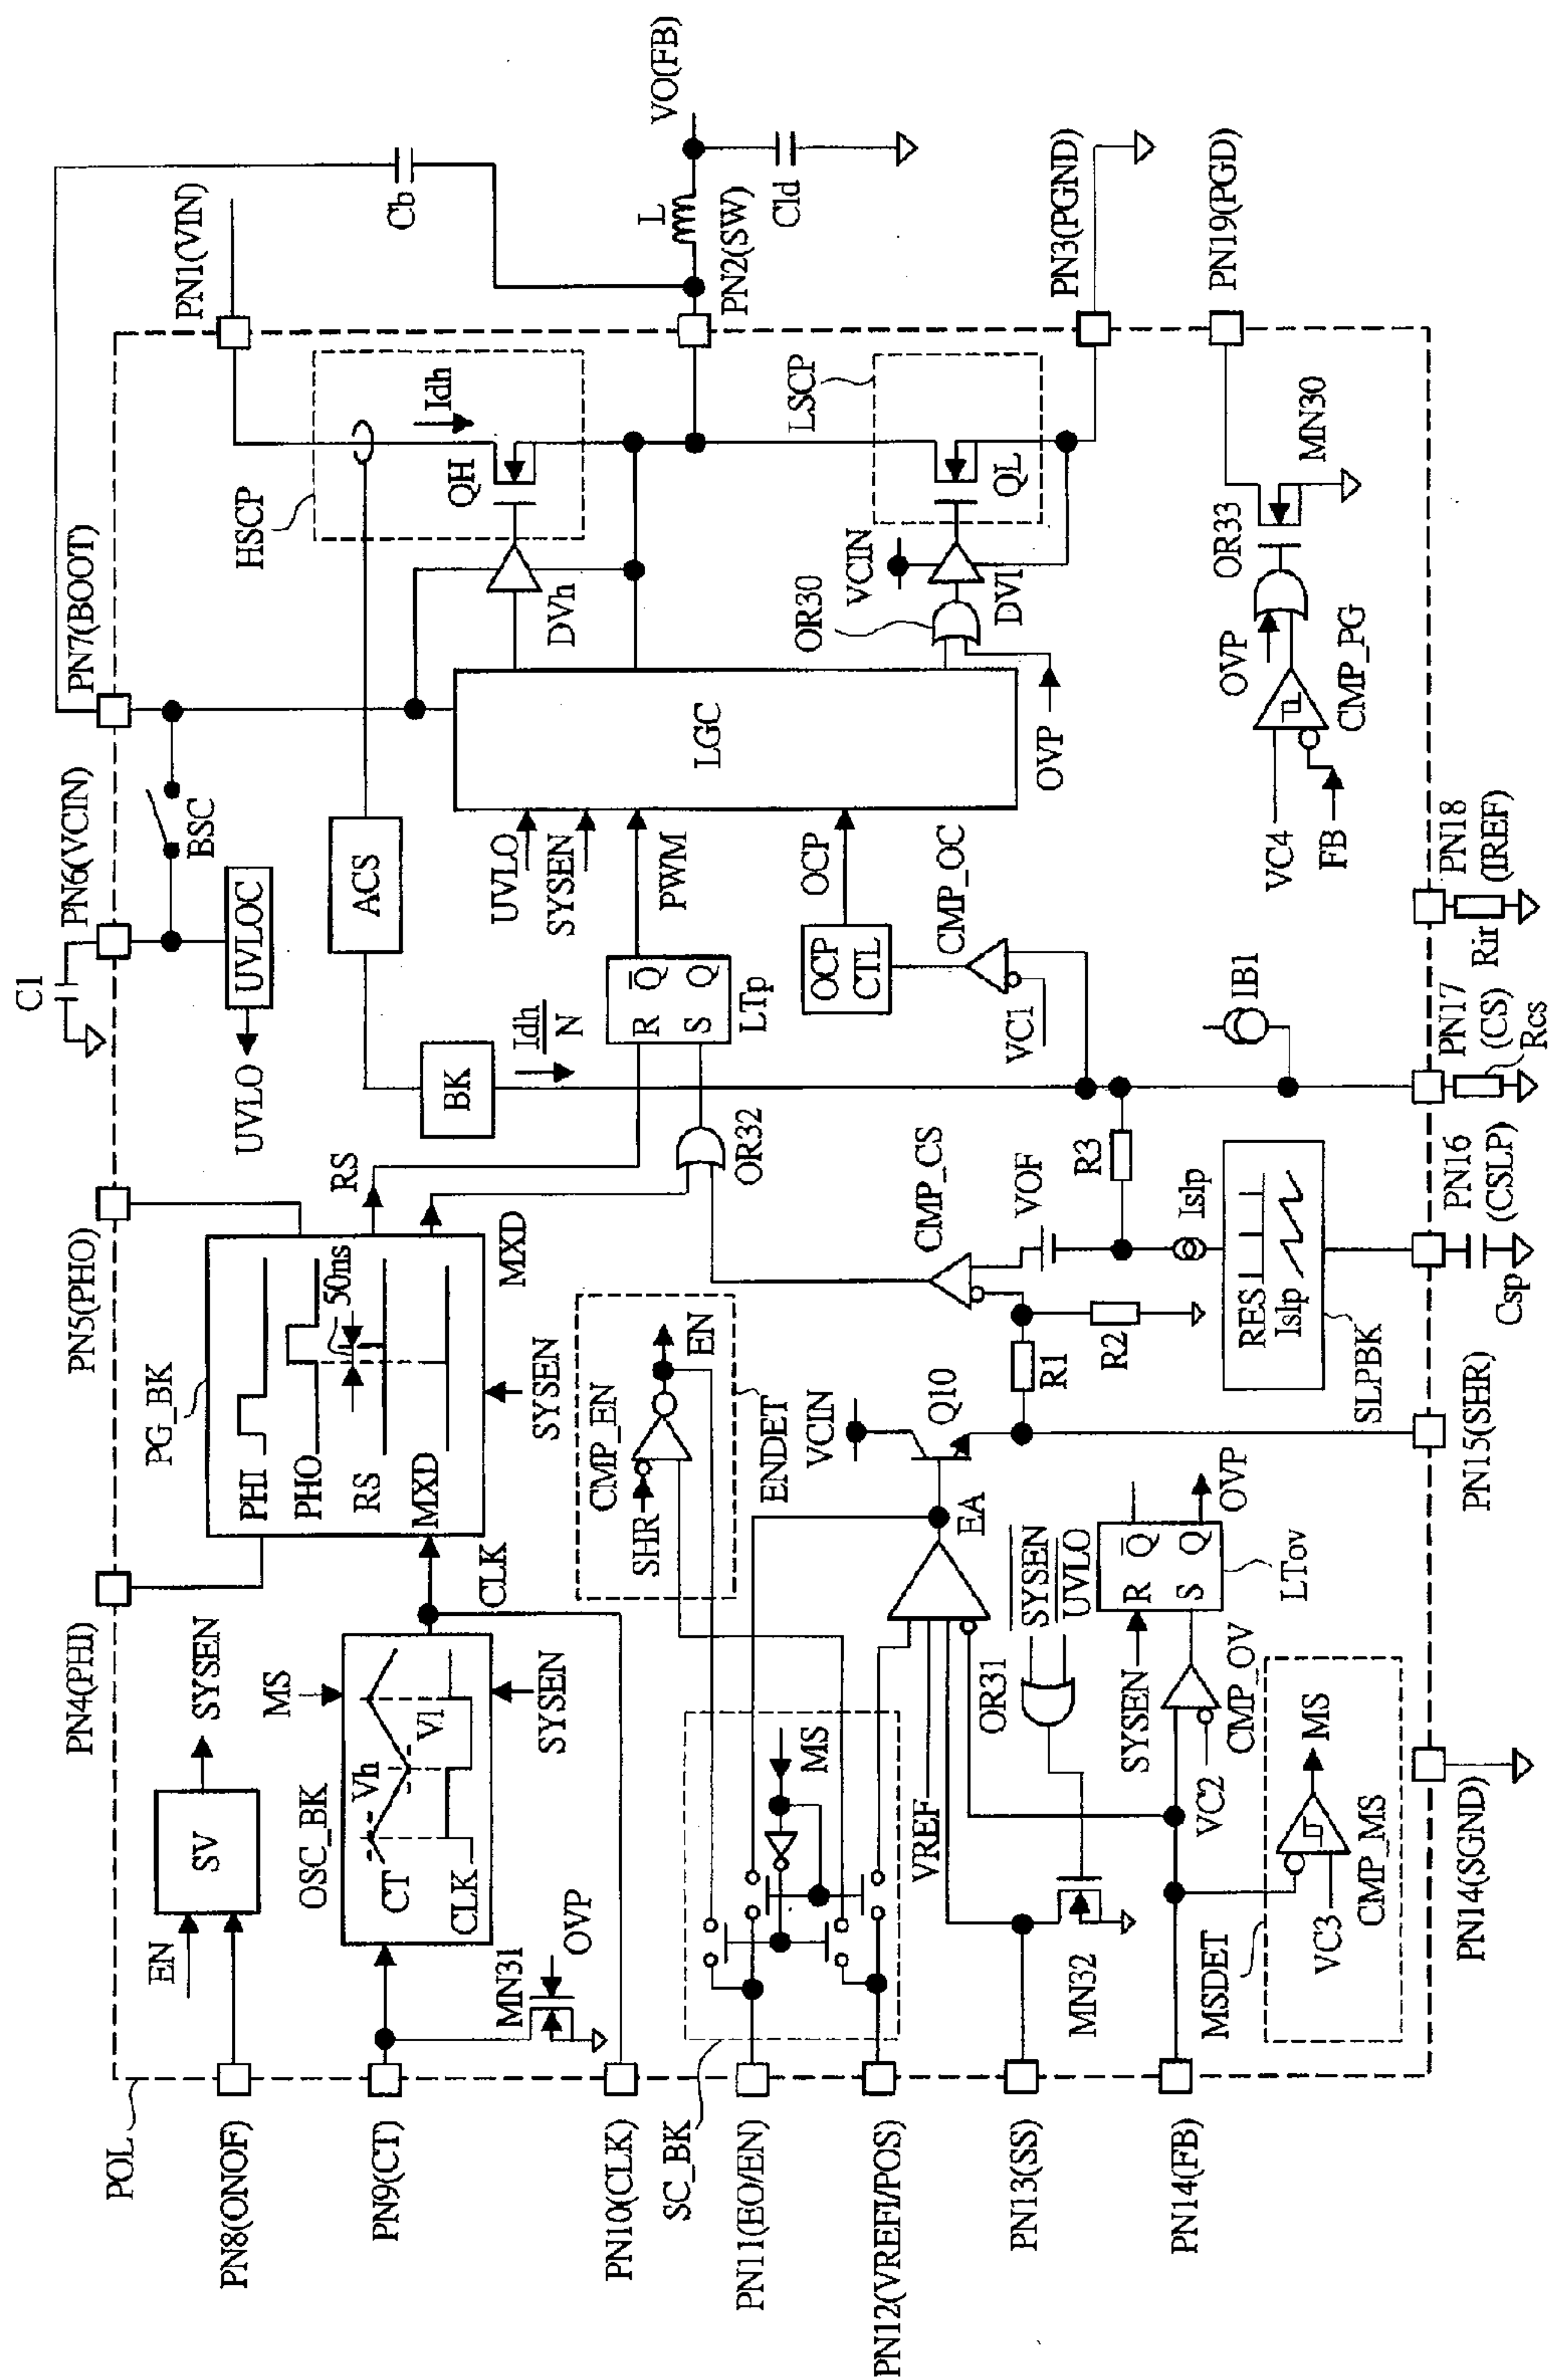 POL
PN4(PHI)
PN5(PHO)
C1
PN6(VCIN)
PN7(BOOT)
PN8(ONOF)
EN
SV
SYSEN
PG_BK
PHI
PHO
RS
MXD
50ns
SYSEN
RS
MXD
UVLO
UVLOC
BSC
Cb
PN1(VIN)
PN9(CT)
OSC_BK
MS
CT
Vh
Vl
CLK
SYSEN
CLK
MN31
OVP
BK
ACS
Idh
N
HSCP
Idh
QH
DVh
PN10(CLK)
CMP_EN
SHR
EN
ENDET
OR32
R
Q
S
Q
LTp
UVLO
SYSEN
PWM
LGC
L
VO(FB)
PN2(SW)
Cld
SC_BK
PN11(EO/EN)
MS
PN12(VREFI/POS)
VCIN
Q10
EA
VREF
CMP_CS
VOF
OCP
CTL
OCP
CMP_OC
VC1
OR30
VCIN
DVl
OVP
LSCP
QL
PN3(PGND)
PN13(SS)
MN32
OR31
SYSEN
UVLO
R1
R2
R3
Islp
RES
Islp
SLPBK
IB1
PN14(FB)
SYSEN
R
Q
S
Q
OVP
LTov
CMP_OV
VC2
MSDET
VC3
MS
CMP_MS
VC4
FB
OVP
CMP_PG
OR33
MN30
PN19(PGD)
PN14(SGND)
PN15(SHR)
PN16
(CSLP)
Csp
PN17
(CS)
Rcs
PN18
(IREF)
Rir